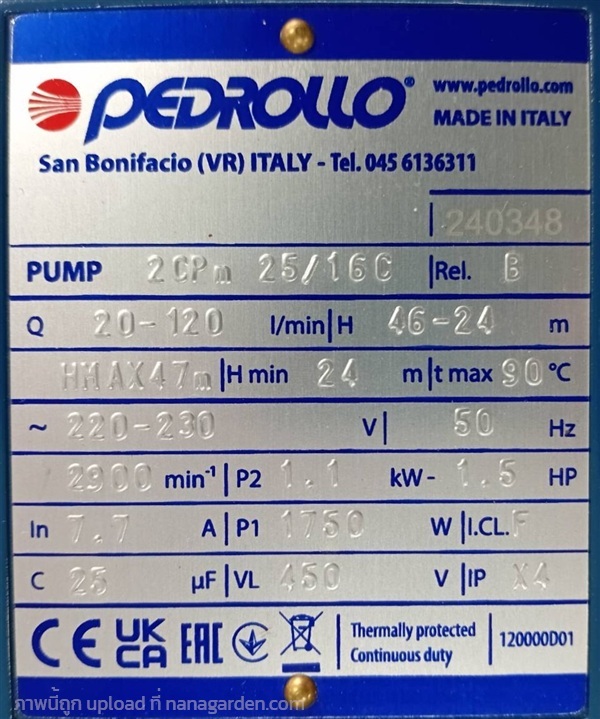 PEDROLLO®
www.pedrollo.com
MADE IN ITALY
San Bonifacio (VR) ITALY - Tel. 045 6136311
240348
PUMP 2CPm 25/16C Rel. B
Q 20-120 l/min H 46-24 m
HMAX47m H min 24 m t max 90 °C
~ 220-230 V 50 Hz
2900 min-1 P2 1.1 kW - 1.5 HP
In 7.7 A P1 1750 W I.CL. F
C 25 µF VL 450 V IP X4
CE UKCA EAC
Thermally protected
Continuous duty
120000D01
ภาพนี้ถูก upload ที่ nanagarden.com